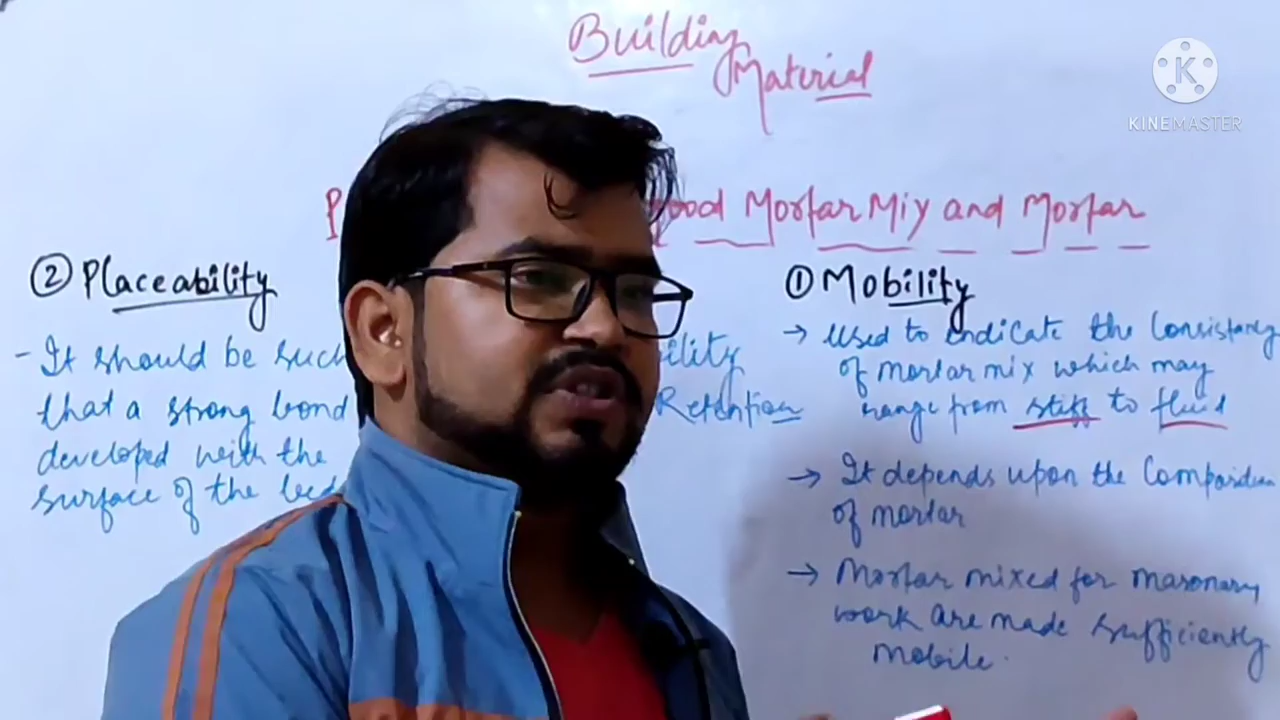 Building
Material
KINEMASTER
Mortar Mix and Mortar
② Placeability
- It should be such
that a strong bond
developed with the
surface of the bed
ility
Retention
① Mobility
→ Used to indicate the Consistancy
of mortar mix which may
range from stiff to fluid
→ It depends upon the Composition
of mortar
→ Mortar mixed for masonary
work are made sufficiently
mobile.